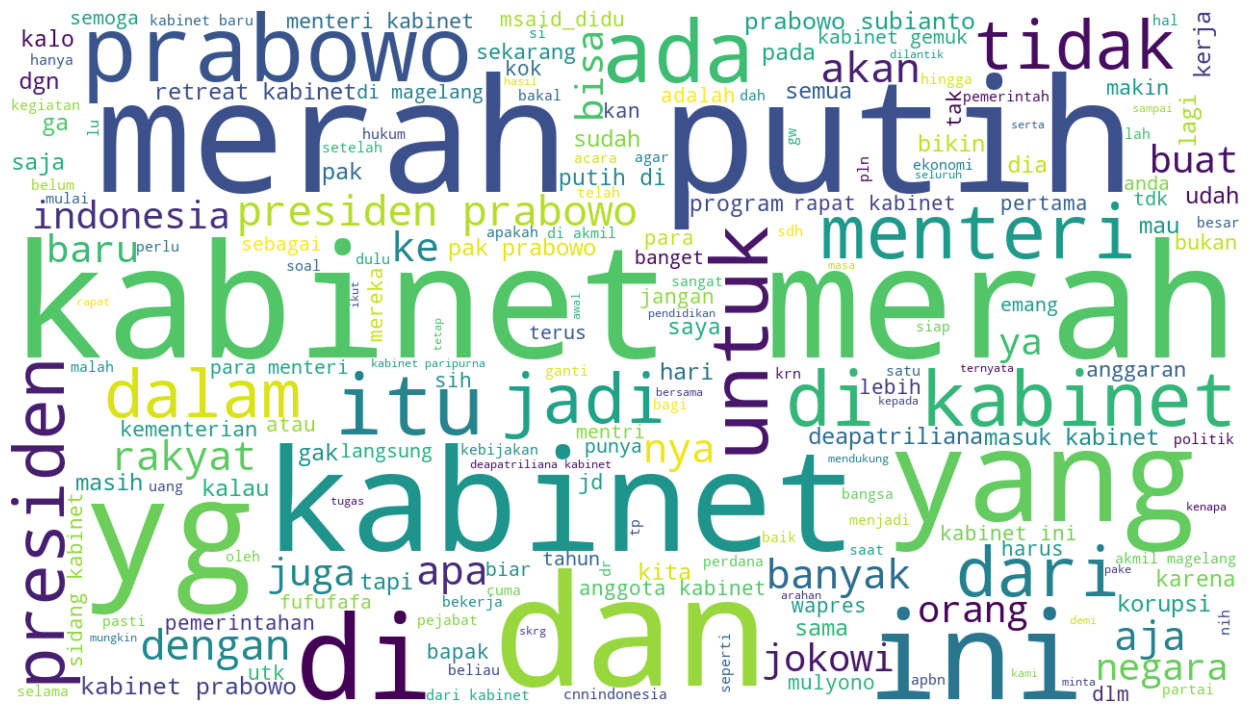 semoga
kabinet baru
menteri kabinet
msaid_didu
prabowo subianto
hal
kalo
hanya
prabowo
si
sekarang
kok
bisa
ada
kabinet gemuk
pada
dilantik
tidak
kerja
dgn
retreat kabinet
di magelang
hasil
bakal
adalah
dah
semua
akan
hingga
tak
pemerintah
makin
sampai
kegiatan
ga
lu
merah putih
hukum
kan
sudah
gw
serta
bikin
lah
lagi
saja
setelah
pak
acara
agar
putih di
pln
ekonomi
seluruh
dia
buat
belum
mulai
telah
anda
tdk
udah
indonesia
presiden prabowo
program
rapat kabinet
pertama
menteri
mau
besar
baru
perlu
sebagai
apakah
di akmil
ke
pak prabowo
para
banget
untuk
sdh
bukan
soal
dulu
mereka
kabinet merah
sangat
masa
rapat
ikut
awal
jangan
pendidikan
saya
siap
emang
ya
tetap
terus
presiden
malah
para menteri
kabinet paripurna
ganti
hari
krn
satu
ternyata
anggaran
dalam
itu
sih
jadi
bersama
bagi
lebih
kepada
di kabinet
kementerian
atau
mentri
punya
nya
deapatriliana
masuk kabinet
politik
rakyat
gak
langsung
kebijakan
deapatriliana kabinet
mendukung
masih
uang
kalau
kabinet
tugas
jd
tp
bangsa
menjadi
yang
kenapa
sidang kabinet
yg
oleh
baik
saat
kabinet ini
tahun
dr
perdana
harus
akmil magelang
juga
tapi
apa
biar
cuma
anggota kabinet
kita
banyak
arahan
dari
pake
karena
fufufafa
bekerja
dan
wapres
orang
korupsi
pasti
mungkin
pemerintahan
di
pejabat
skrg
seperti
sama
ini
demi
nih
dengan
utk
bapak
beliau
jokowi
aja
negara
selama
kabinet prabowo
dari kabinet
cnnindonesia
mulyono
apbn
kami
minta
dlm
partai